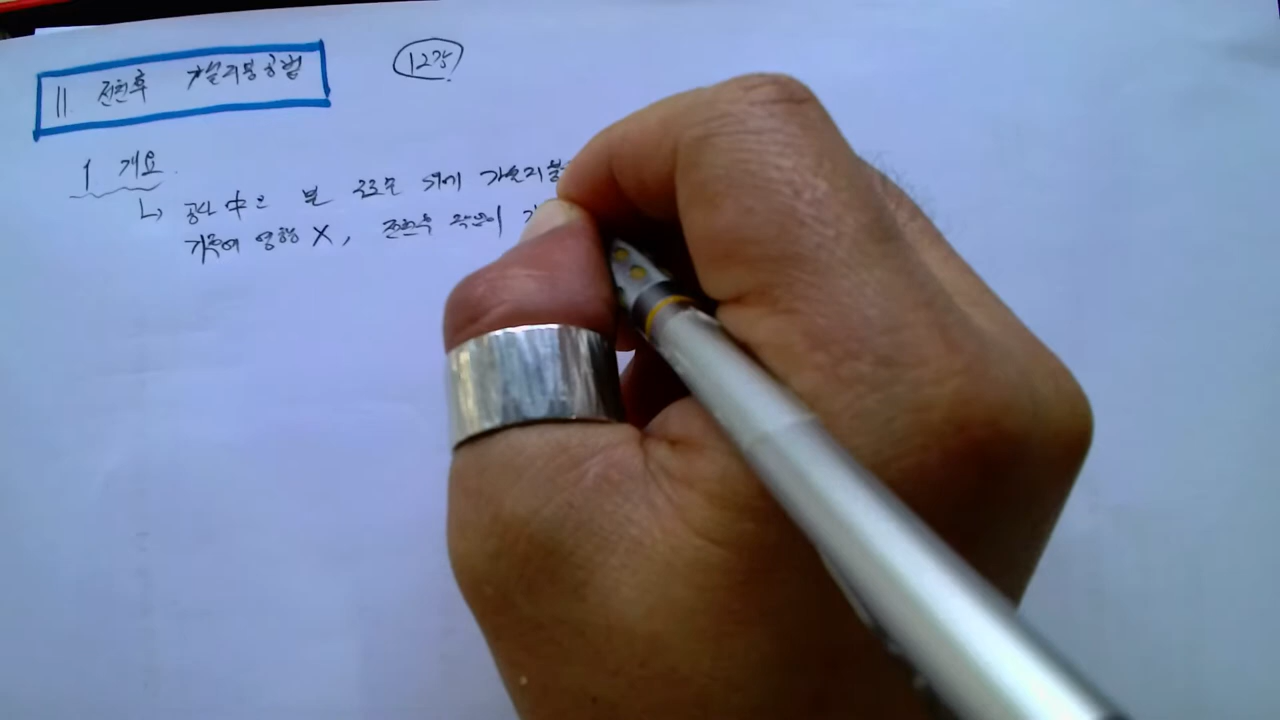 11 전천후 가설지붕공법
12강
1 개요
↳ 공사 中인 본 구조물 위에 가설지붕
기후에 영향 X, 전천후 작업이